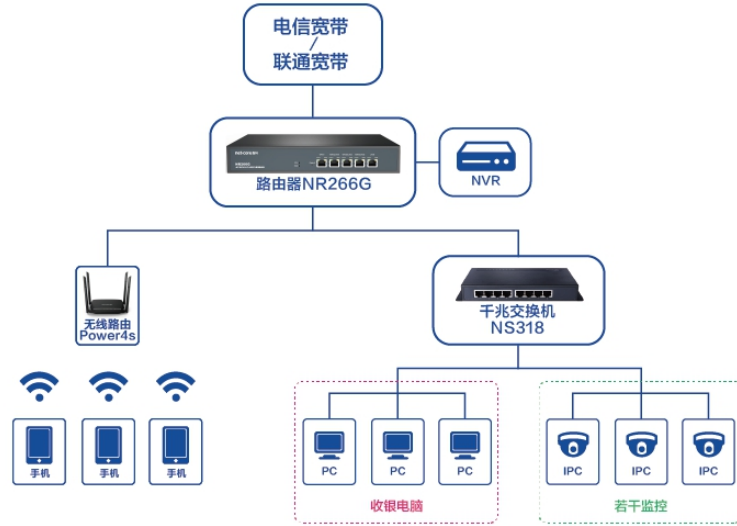 电信宽带
/
联通宽带
路由器NR266G
NVR
无线路由
Power4s
千兆交换机
NS318
手机
手机
手机
PC
PC
PC
IPC
IPC
IPC
收银电脑
若干监控